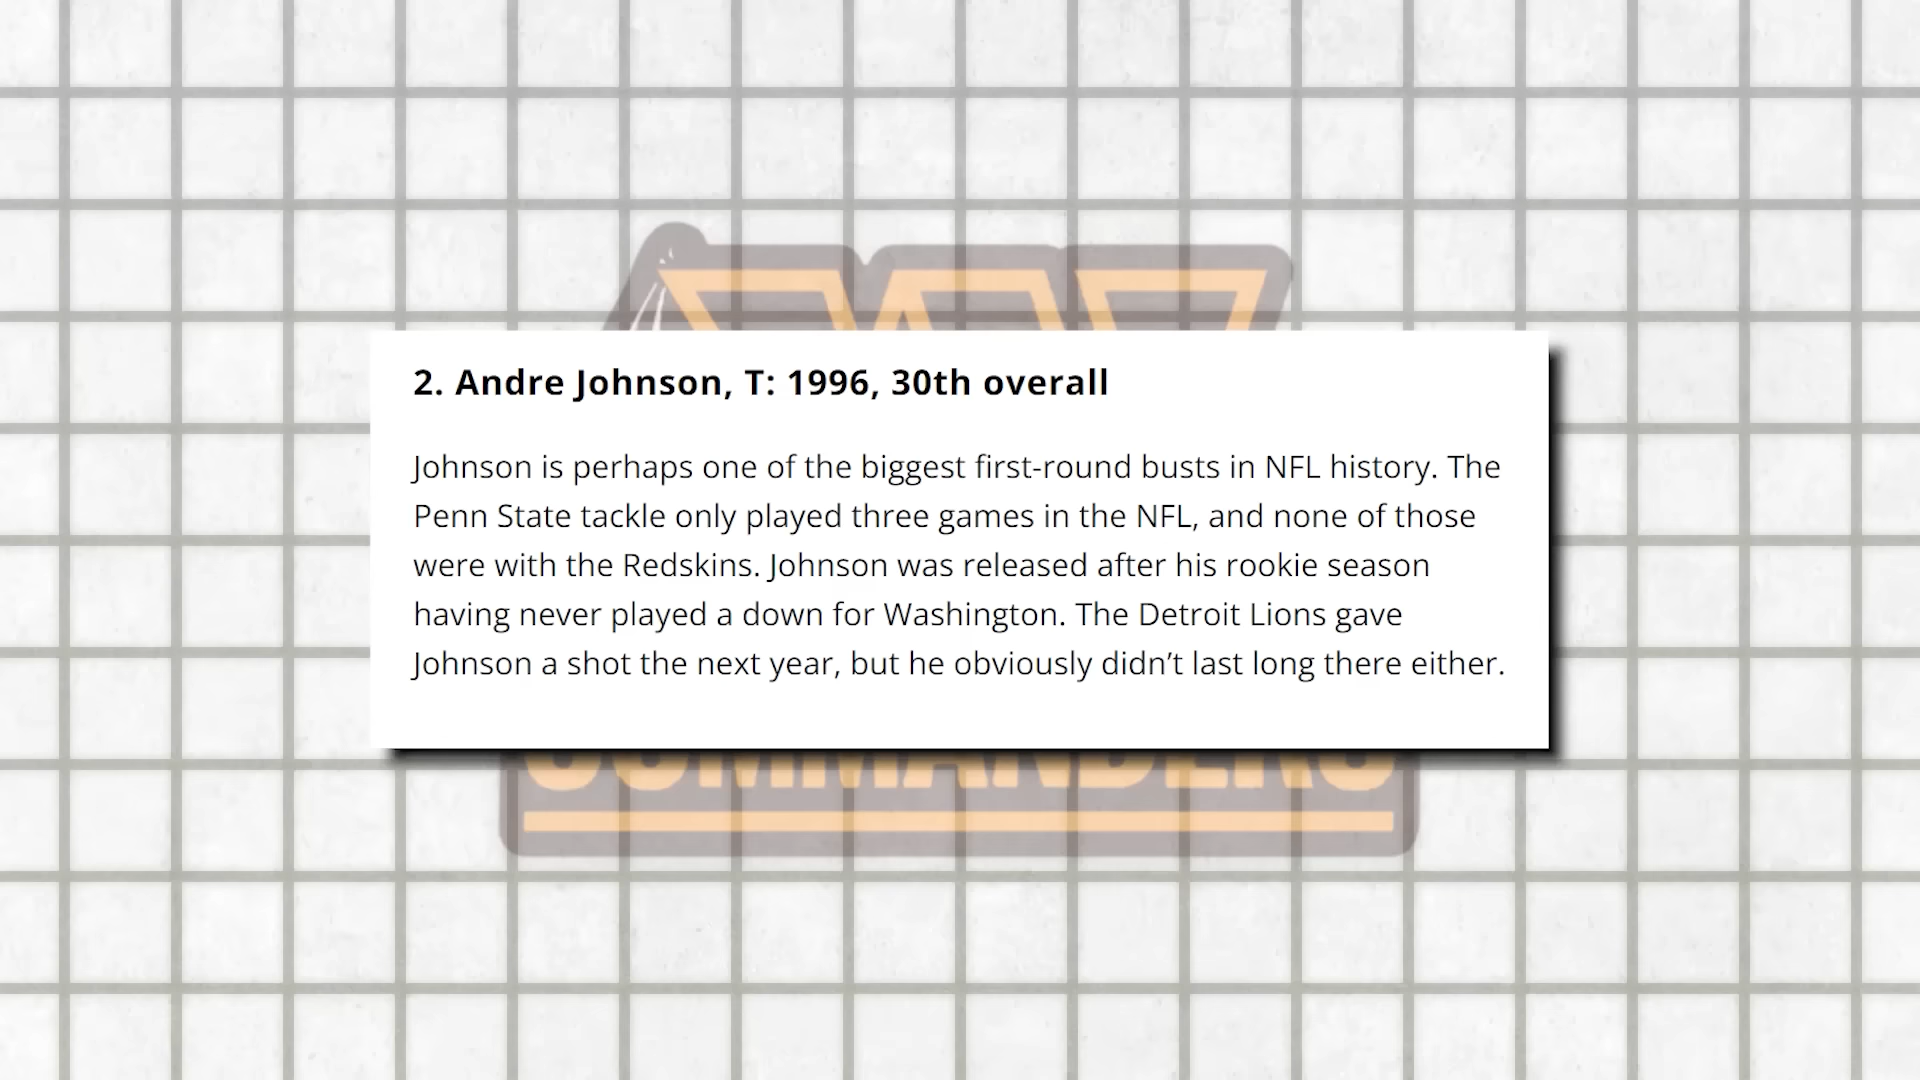 2. Andre Johnson, T: 1996, 30th overall
Johnson is perhaps one of the biggest first-round busts in NFL history. The
Penn State tackle only played three games in the NFL, and none of those
were with the Redskins. Johnson was released after his rookie season
having never played a down for Washington. The Detroit Lions gave
Johnson a shot the next year, but he obviously didn’t last long there either.
COMMANDERS